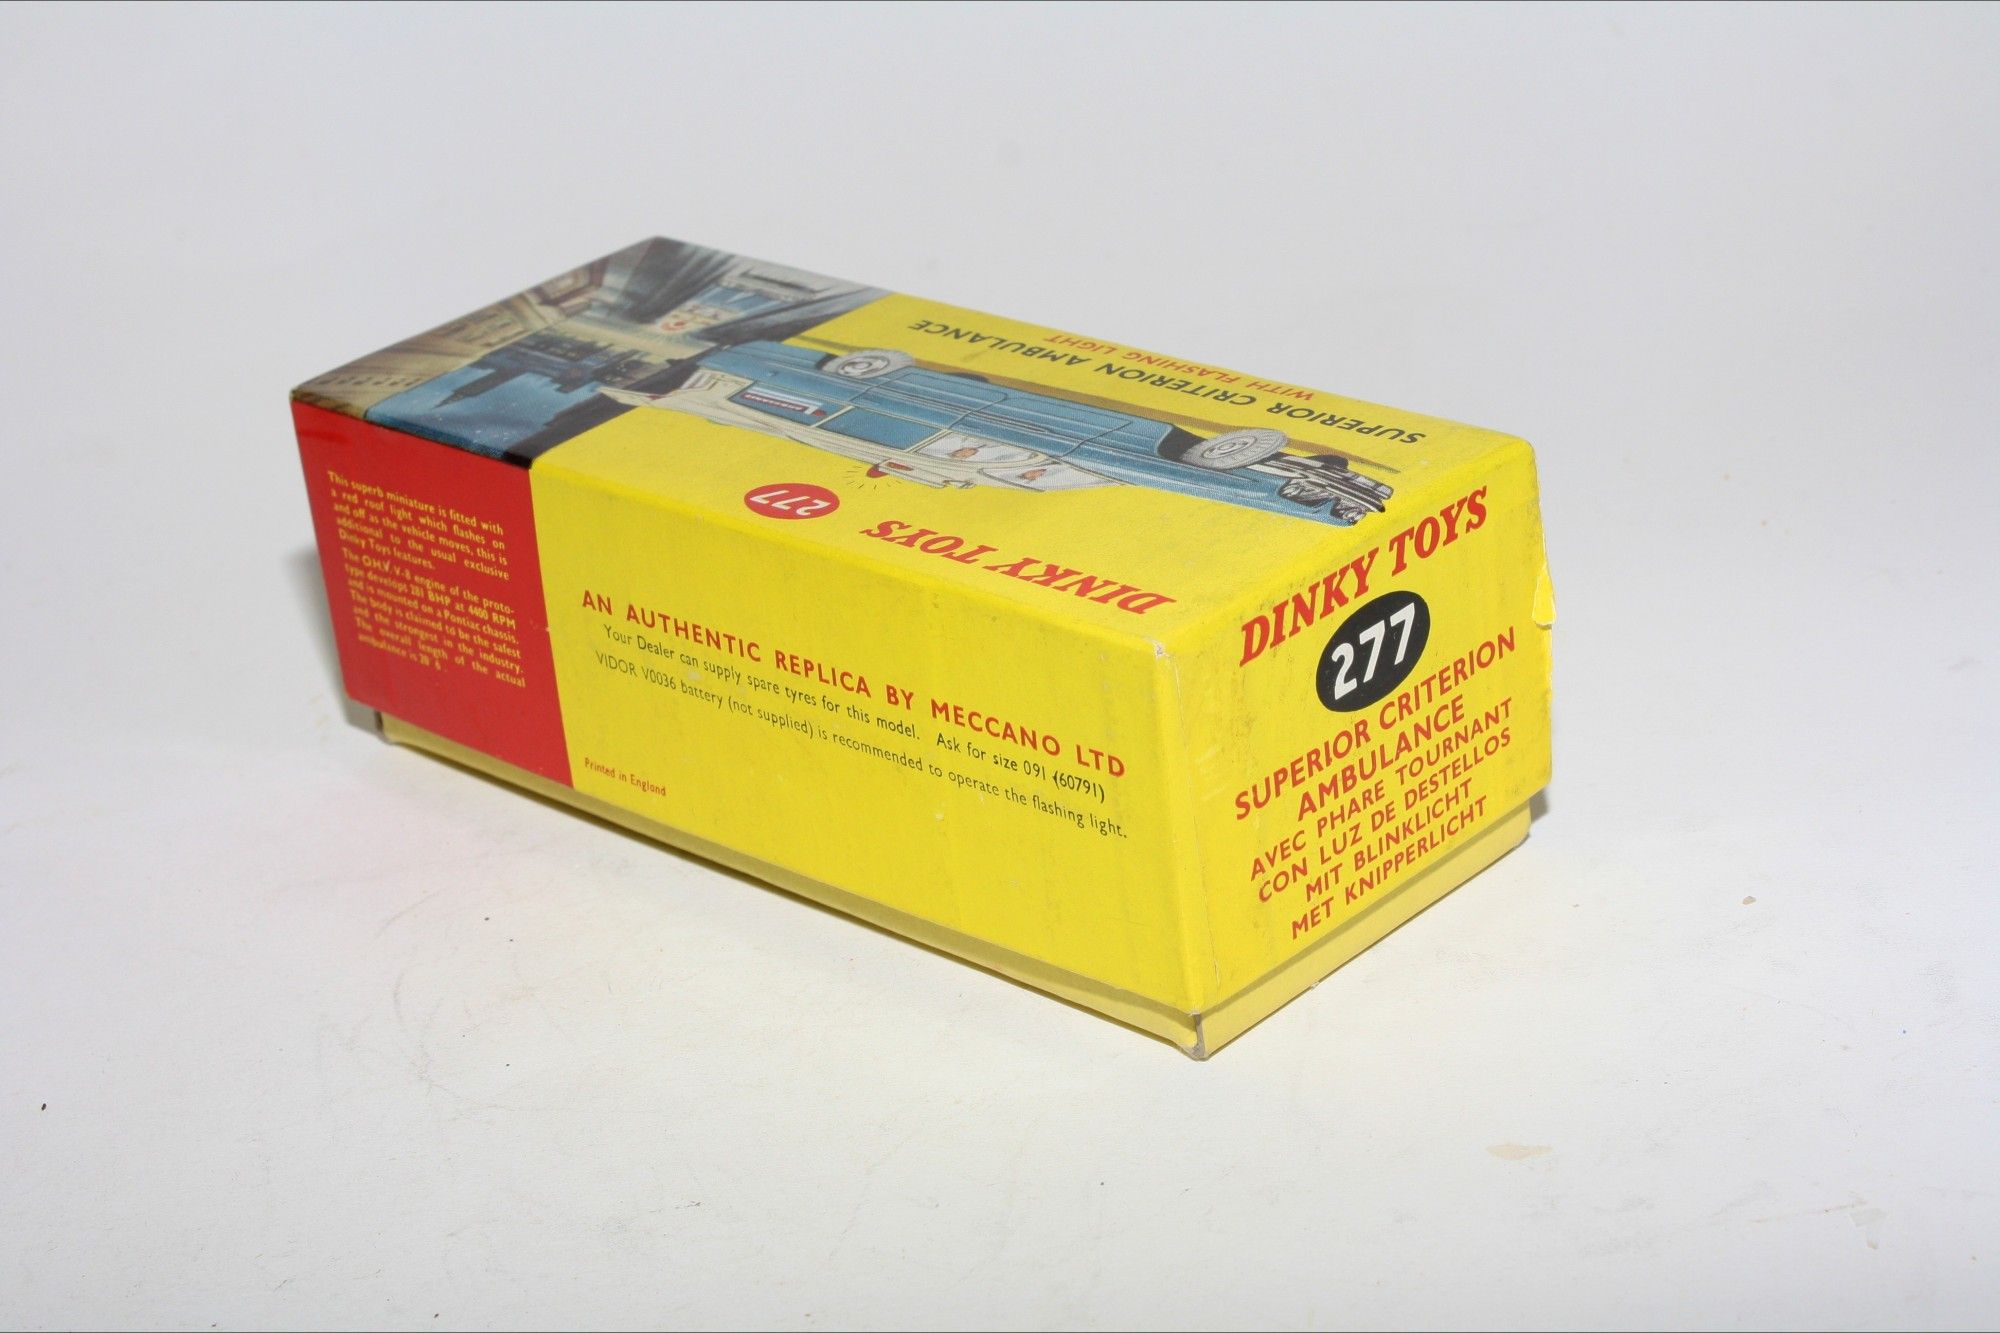 SUPERIOR CRITERION AMBULANCE
WITH FLASHING LIGHT
277
DINKY TOYS
This superb miniature is fitted with
a red roof light which flashes on
and off as the vehicle moves, this is
additional to the usual exclusive
Dinky Toys features.
The O.H.V. V-8 engine of the proto-
type develops 281 BHP at 4400 RPM
and is mounted on a Pontiac chassis.
The body is claimed to be the safest
and the strongest in the industry.
The overall length of the actual
ambulance is 20' 5
AN AUTHENTIC REPLICA BY MECCANO LTD
Your Dealer can supply spare tyres for this model. Ask for size 091 (60791)
VIDOR V0036 battery (not supplied) is recommended to operate the flashing light.
Printed in England
DINKY TOYS
277
SUPERIOR CRITERION
AMBULANCE
AVEC PHARE TOURNANT
CON LUZ DE DESTELLOS
MIT BLINKLICHT
MET KNIPPERLICHT